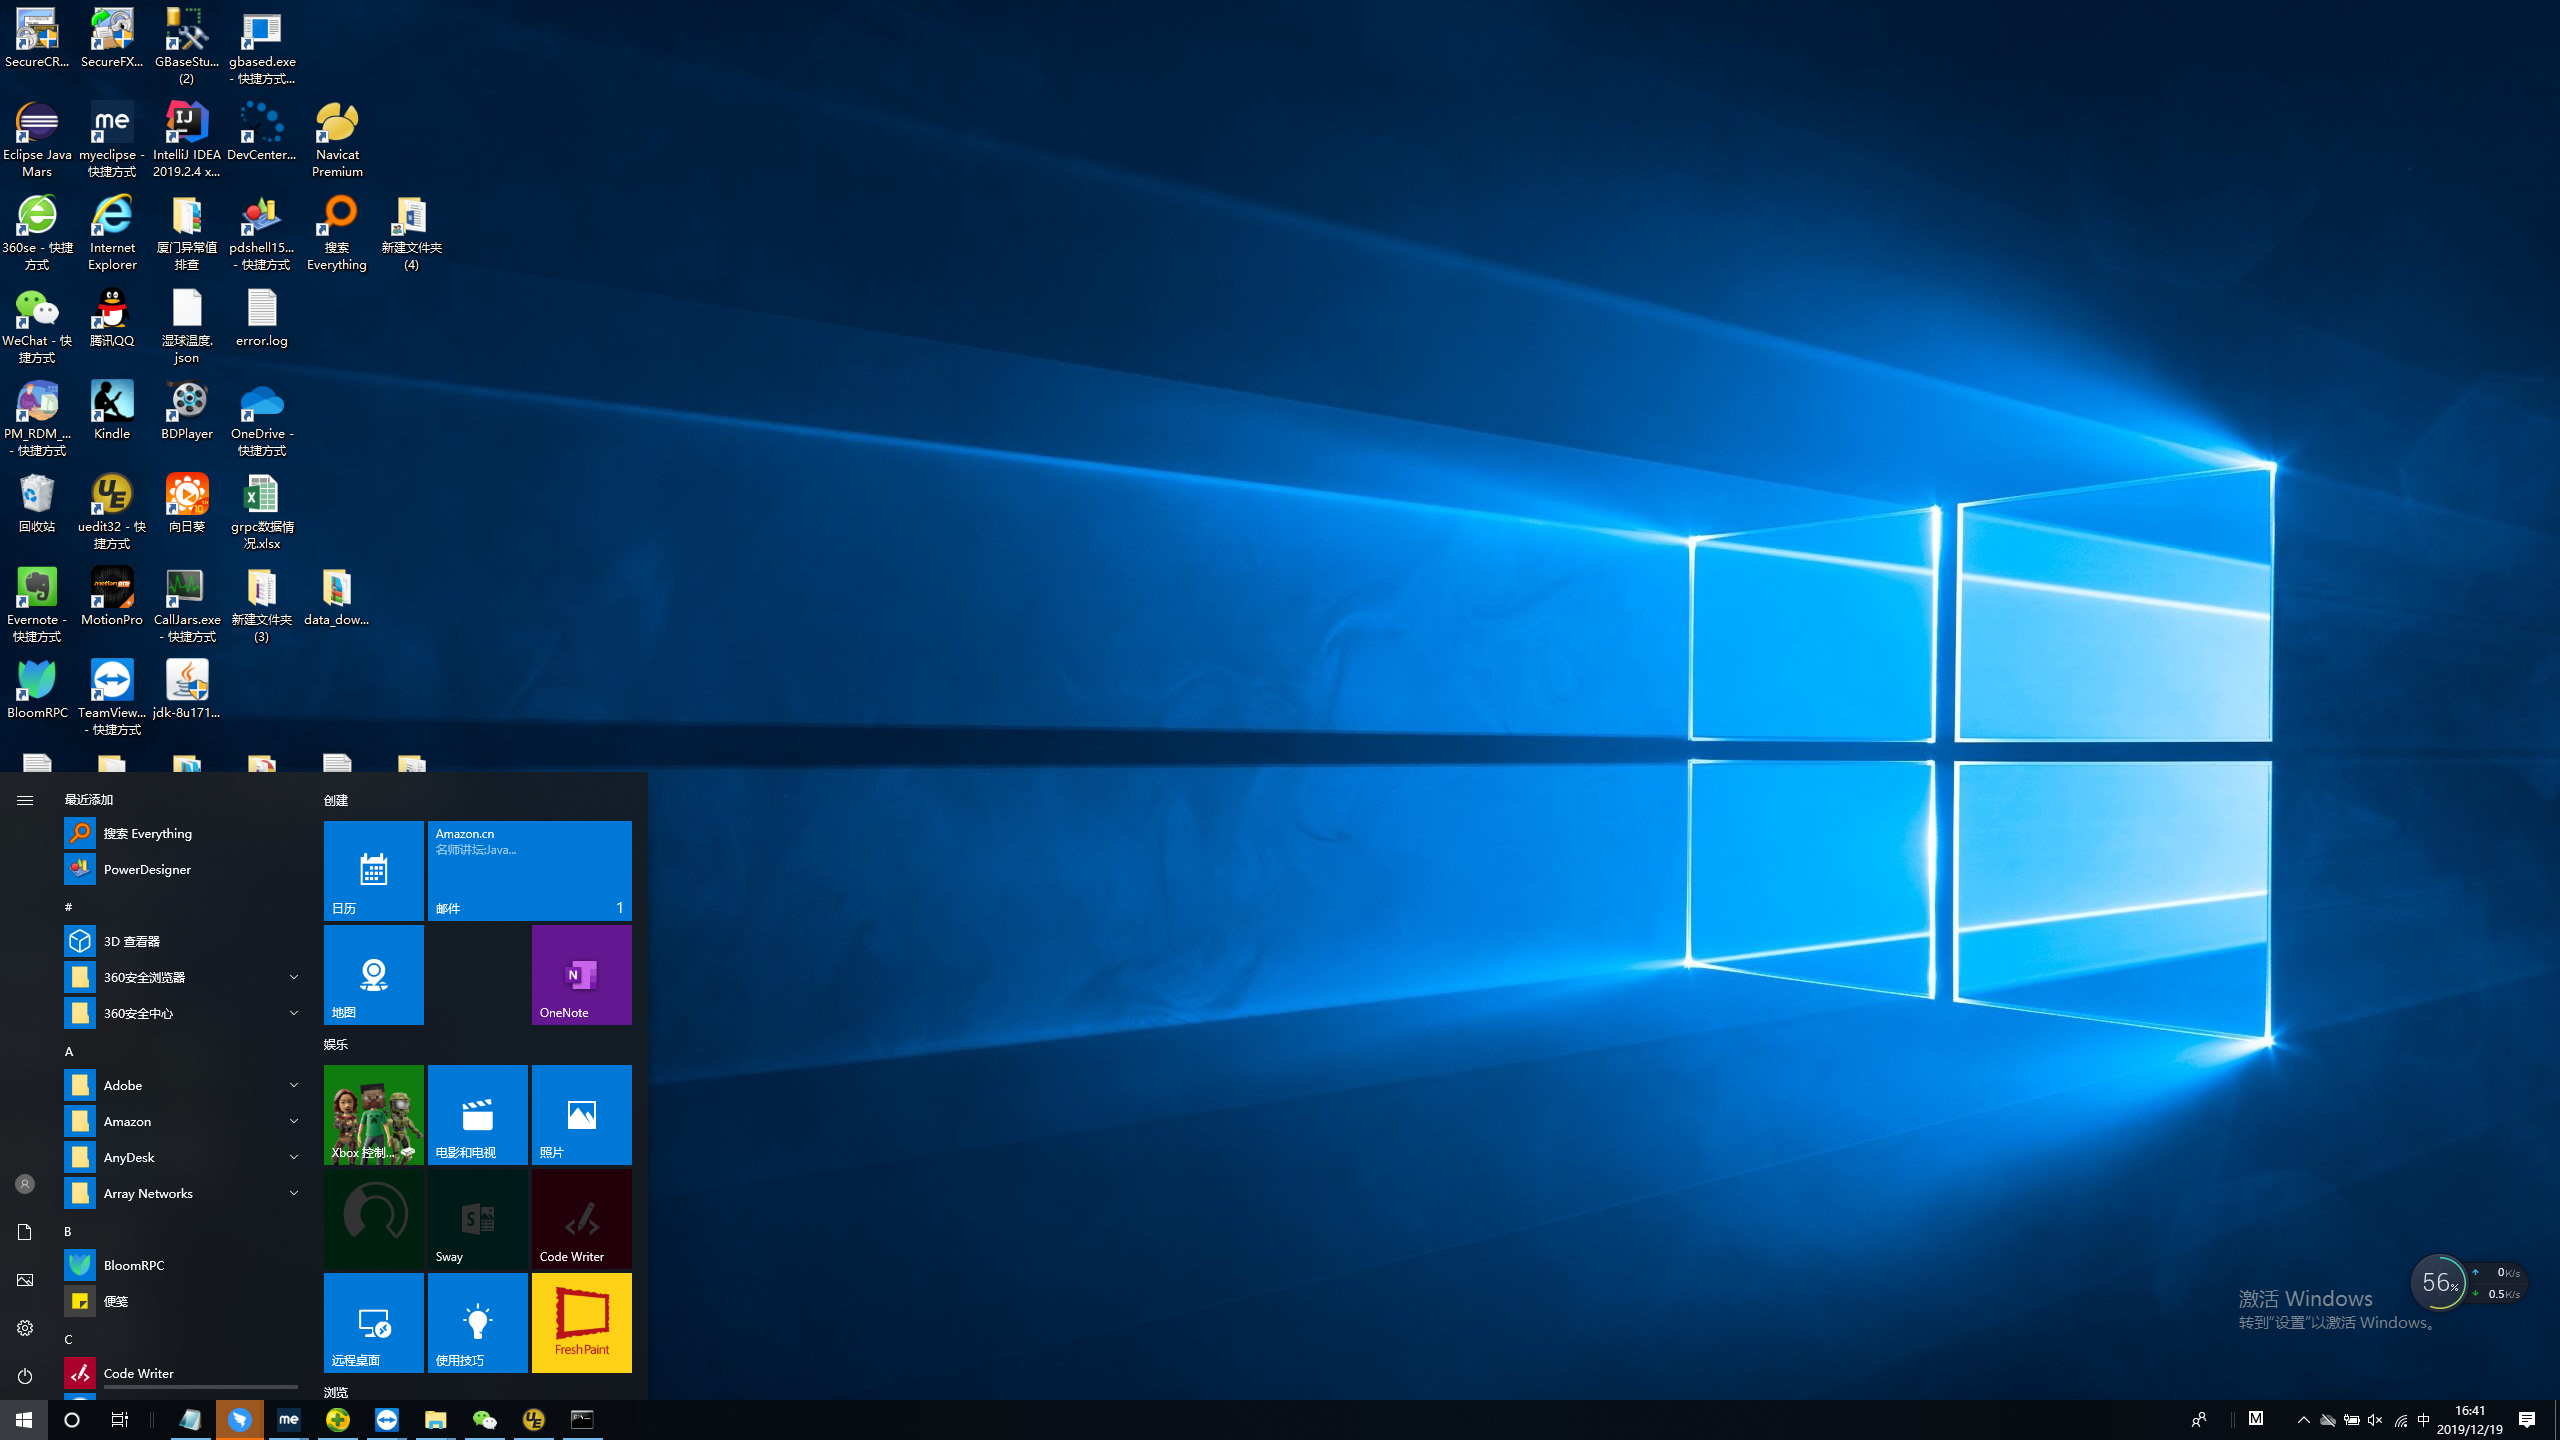 SecureCR...
SecureFX...
GBaseStu...
(2)
gbased.exe
- 快捷方式...
Eclipse Java
Mars
me
myeclipse -
快捷方式
IJ
IntelliJ IDEA
2019.2.4 x...
DevCenter...
Navicat
Premium
360se - 快捷
方式
Internet
Explorer
厦门异常值
排查
pdshell15...
- 快捷方式
搜索
Everything
新建文件夹
(4)
WeChat - 快
捷方式
腾讯QQ
湿球温度.
json
error.log
PM_RDM_...
- 快捷方式
Kindle
BDPlayer
OneDrive -
快捷方式
回收站
UE
uedit32 - 快
捷方式
向日葵
grpc数据情
况.xlsx
Evernote -
快捷方式
MotionPro
CallJars.exe
- 快捷方式
新建文件夹
(3)
data_dow...
BloomRPC
TeamView...
- 快捷方式
jdk-8u171...
最近添加
搜索 Everything
PowerDesigner
#
3D 查看器
360安全浏览器
360安全中心
A
Adobe
Amazon
AnyDesk
Array Networks
B
BloomRPC
便笺
C
Code Writer
创建
日历
Amazon.cn
名师讲坛:Java...
邮件
1
地图
N
OneNote
娱乐
Xbox 控制...
电影和电视
照片
S
Sway
Code Writer
远程桌面
使用技巧
Fresh Paint
浏览
56%
0K/s
0.5K/s
激活 Windows
转到"设置"以激活 Windows。
me
UE
M
中
16:41
2019/12/19